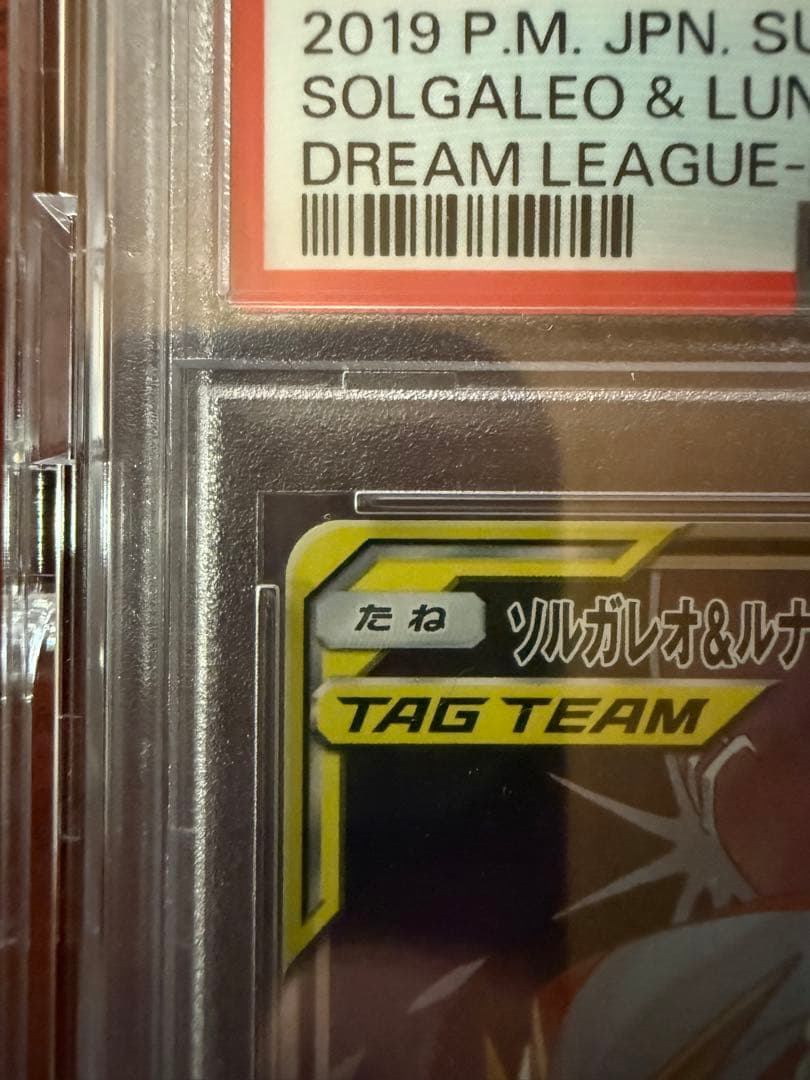 2019 P.M. JPN. SU
SOLGALEO & LUN
DREAM LEAGUE-
たね ソルガレオ&ルナ
TAG TEAM